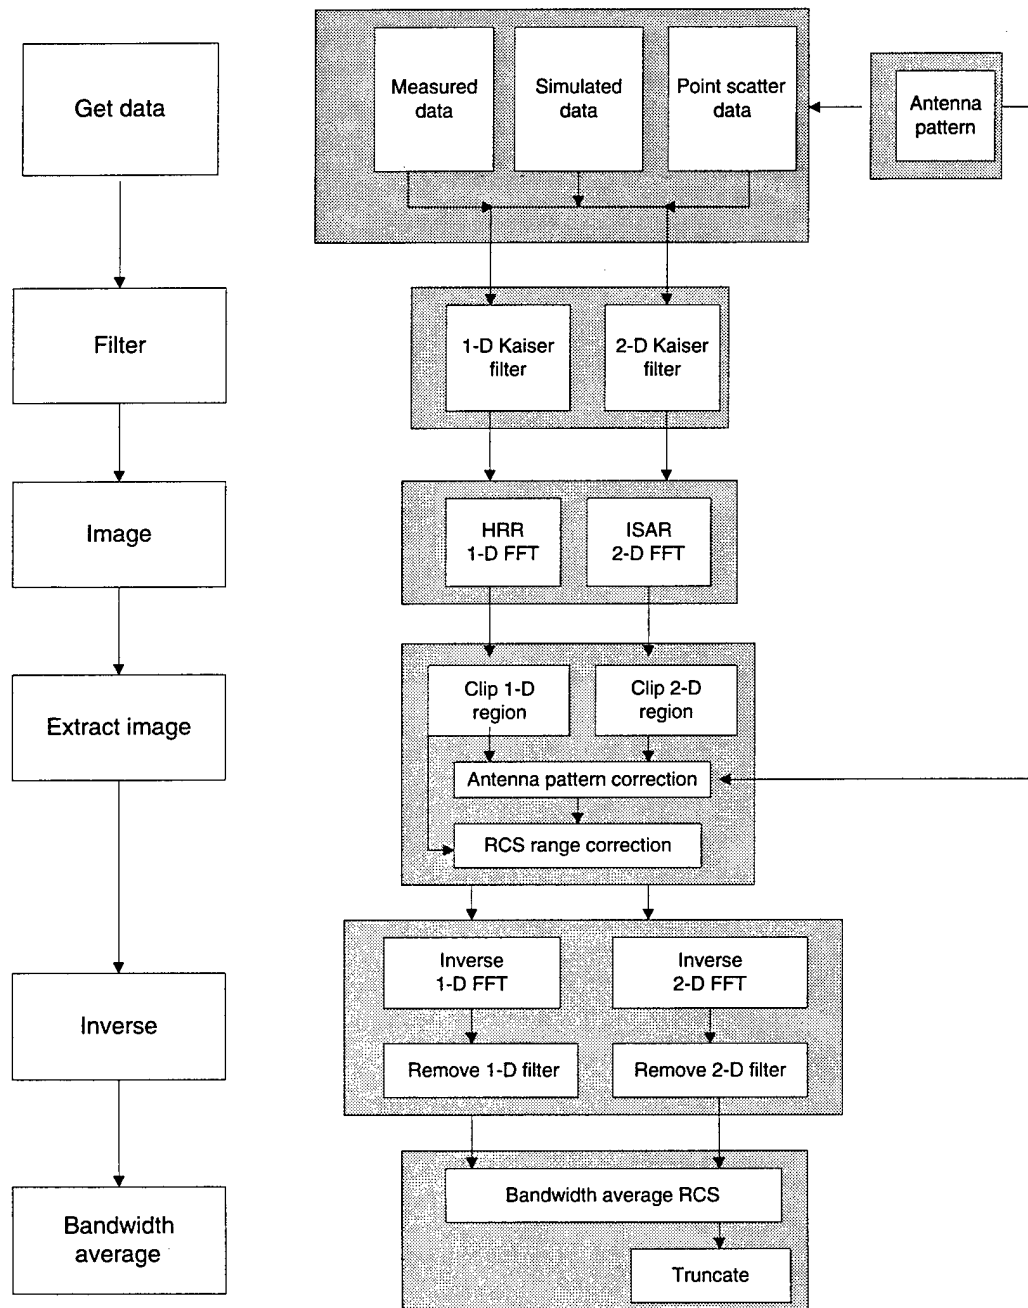 Get data
Measured
data
Simulated
data
Point scatter
data
Antenna
pattern
Filter
1-D Kaiser
filter
2-D Kaiser
filter
Image
HRR
1-D FFT
ISAR
2-D FFT
Extract image
Clip 1-D
region
Clip 2-D
region
Antenna pattern correction
RCS range correction
Inverse
Inverse
1-D FFT
Inverse
2-D FFT
Remove 1-D filter
Remove 2-D filter
Bandwidth
average
Bandwidth average RCS
Truncate